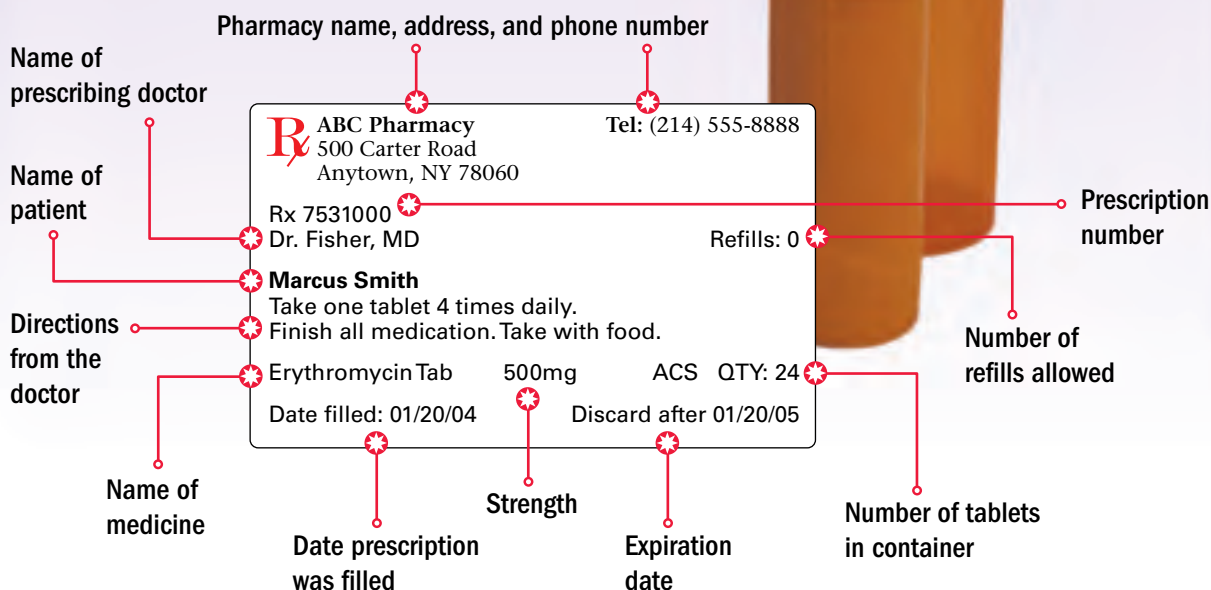 Pharmacy name, address, and phone number
Name of
prescribing doctor
Name of
patient
Directions
from the
doctor
Name of
medicine
Rx ABC Pharmacy
500 Carter Road
Anytown, NY 78060
Tel: (214) 555-8888
Rx 7531000
Dr. Fisher, MD
Refills: 0
Marcus Smith
Take one tablet 4 times daily.
Finish all medication. Take with food.
Erythromycin Tab 500mg ACS QTY: 24
Date filled: 01/20/04 Discard after 01/20/05
Prescription
number
Number of
refills allowed
Number of tablets
in container
Strength
Date prescription
was filled
Expiration
date